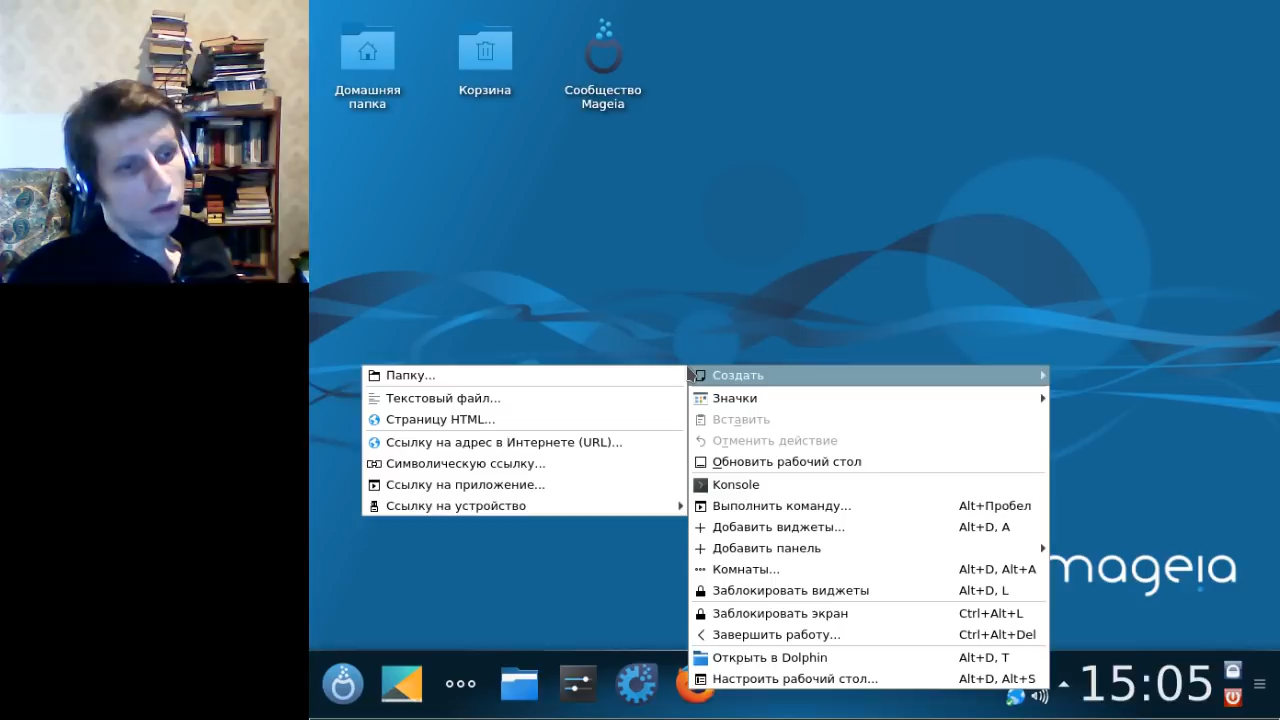 Домашняя
папка
Корзина
Сообщество
Mageia
Папку...
Текстовый файл...
Страницу HTML...
Ссылку на адрес в Интернете (URL)...
Символическую ссылку...
Ссылку на приложение...
Ссылку на устройство
Создать
Значки
Вставить
Отменить действие
Обновить рабочий стол
Konsole
Выполнить команду... Alt+Пробел
Добавить виджеты... Alt+D, A
Добавить панель
Комнаты... Alt+D, Alt+A
Заблокировать виджеты Alt+D, L
Заблокировать экран Ctrl+Alt+L
Завершить работу... Ctrl+Alt+Del
Открыть в Dolphin Alt+D, T
Настроить рабочий стол... Alt+D, Alt+S
mageia
15:05